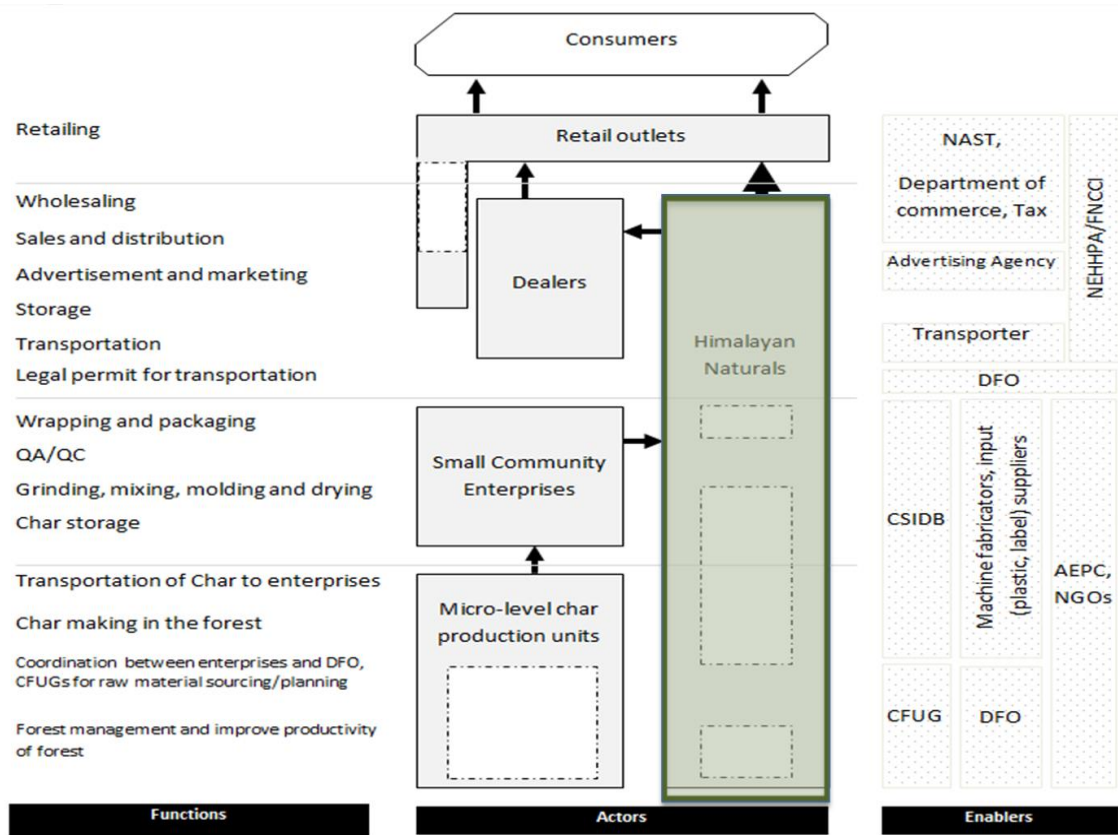 Consumers
Retailing
Retail outlets
Wholesaling
Sales and distribution
Advertisement and marketing
Storage
Transportation
Legal permit for transportation
Dealers
Himalayan
Naturals
NAST,
Department of
commerce, Tax
Advertising Agency
Transporter
NEHHPA/FNCCI
DFO
Wrapping and packaging
QA/QC
Grinding, mixing, molding and drying
Char storage
Small Community
Enterprises
CSIDB
Machine fabricators, input
(plastic, label) suppliers
AEPC,
NGOs
Transportation of Char to enterprises
Char making in the forest
Coordination between enterprises and DFO,
CFUGs for raw material sourcing/planning
Forest management and improve productivity
of forest
Micro-level char
production units
CFUG
DFO
Functions
Actors
Enablers